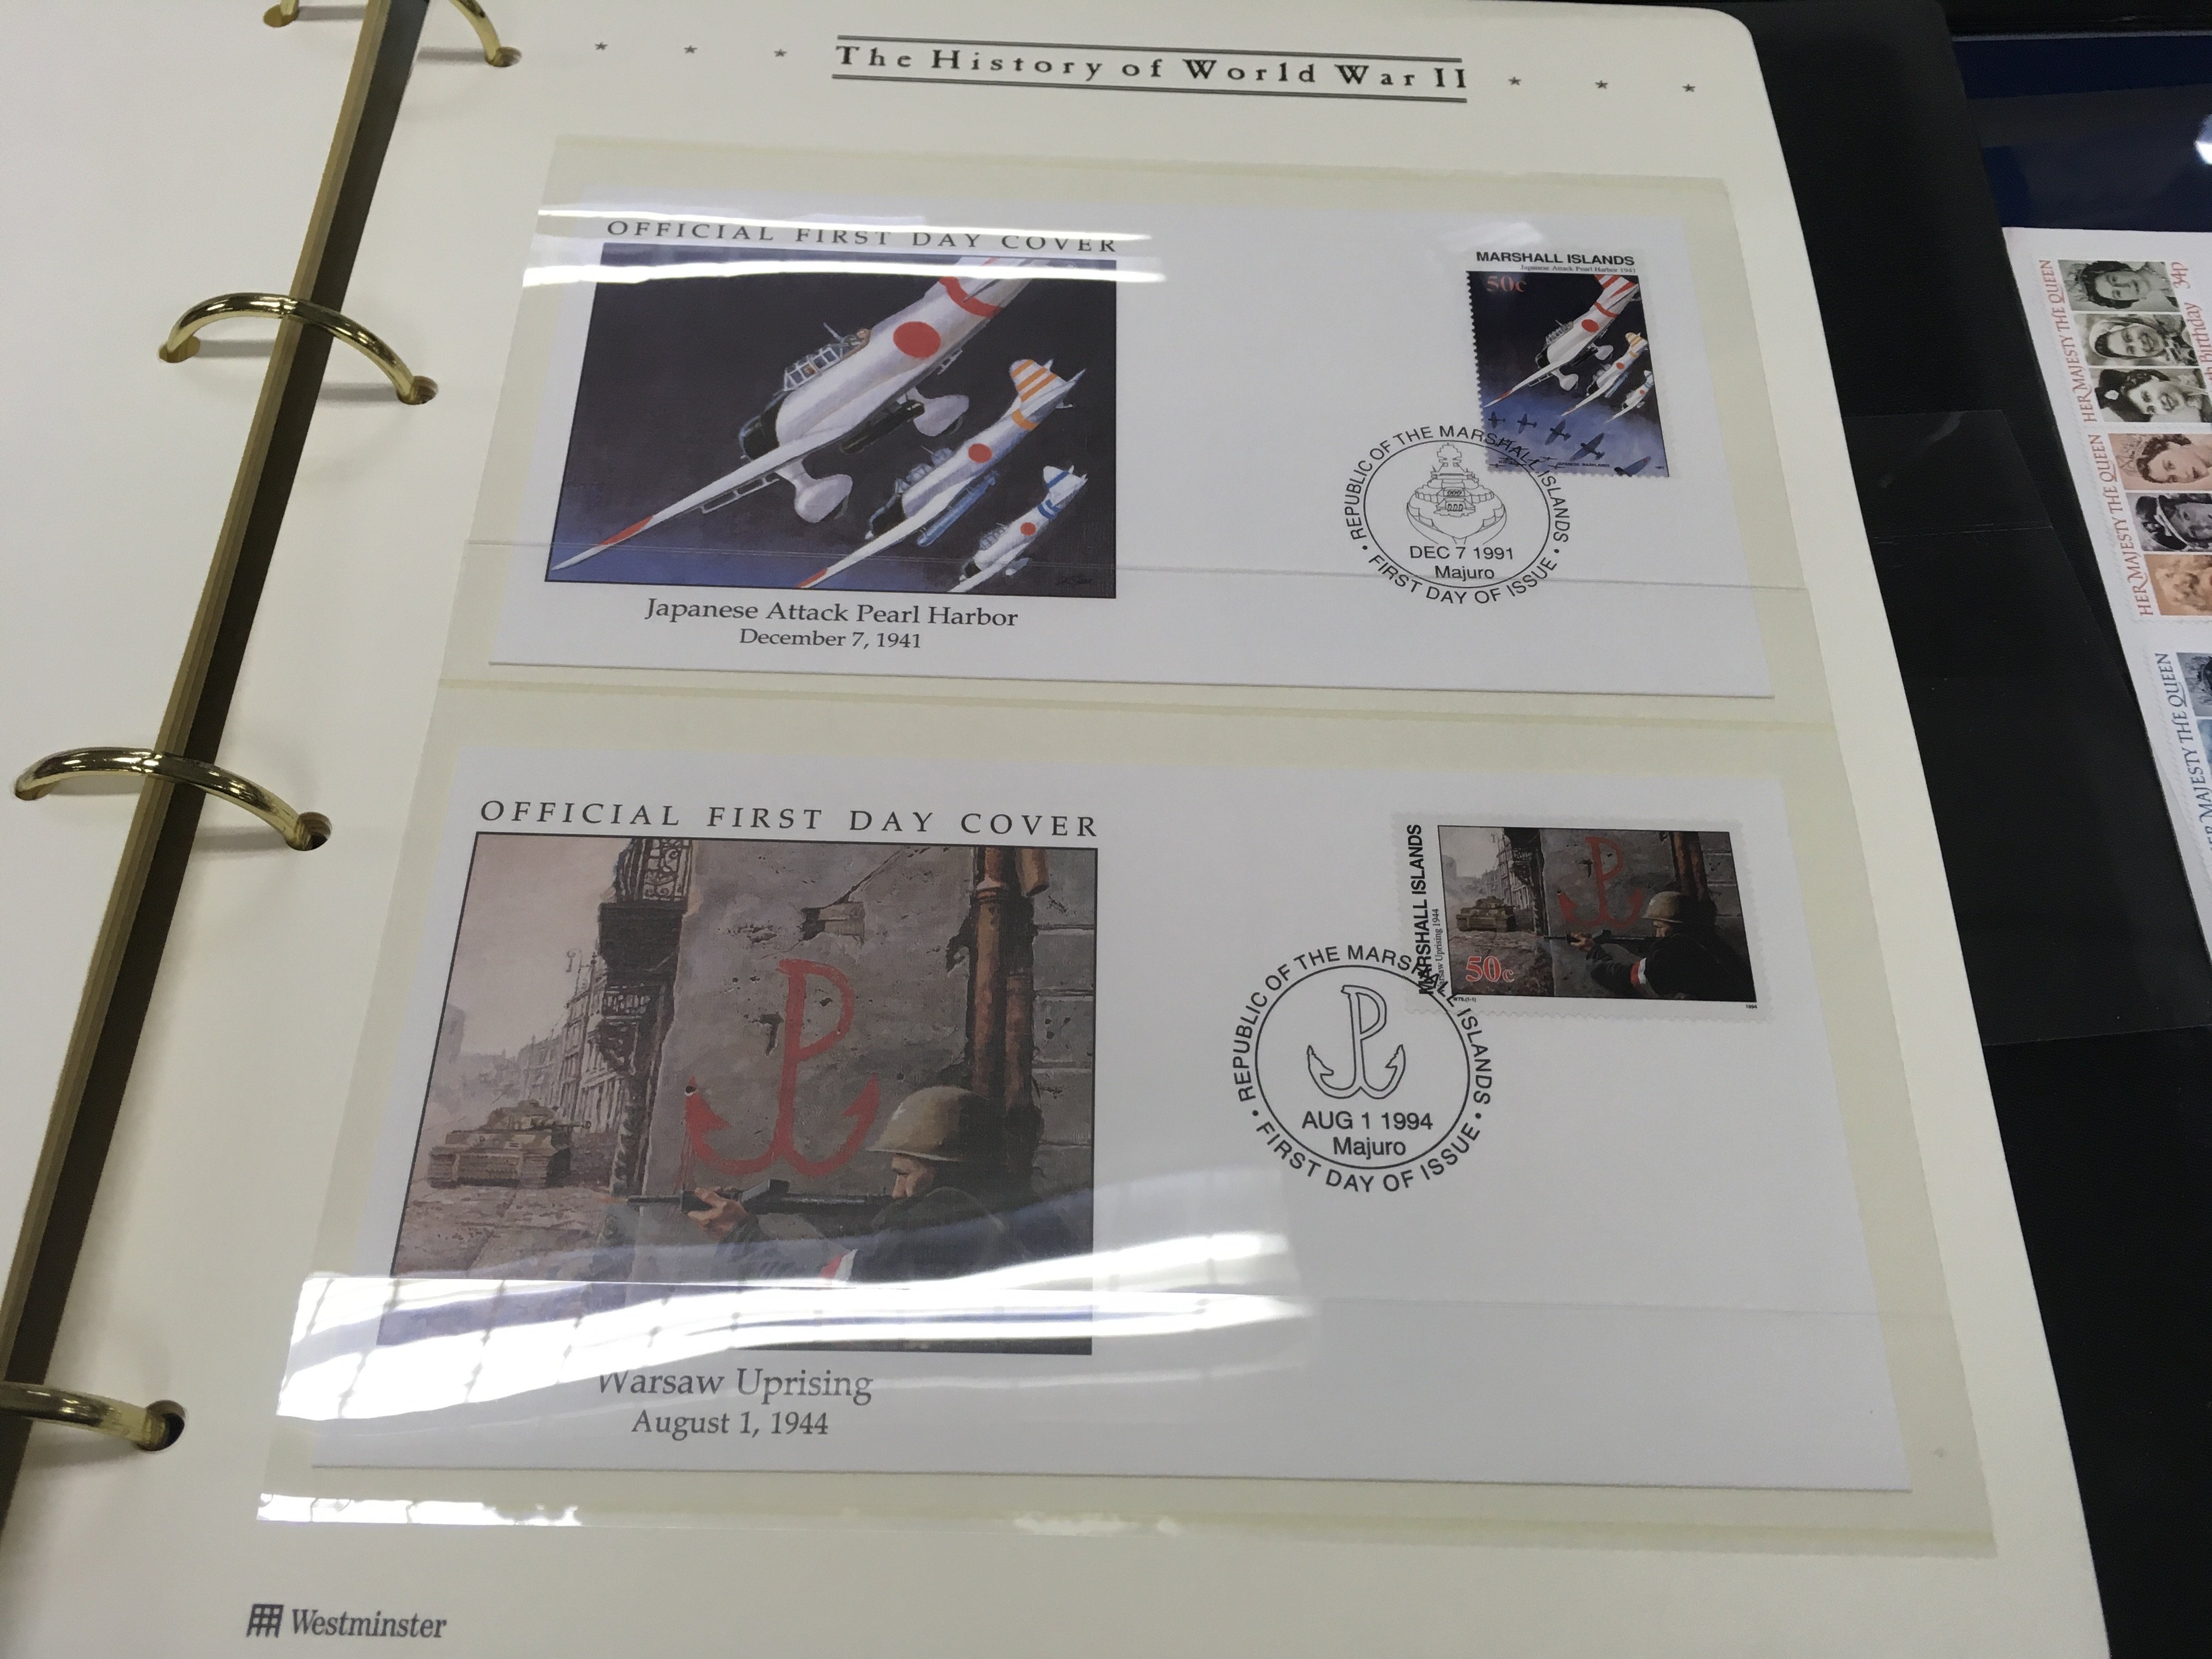 The History of World War II
OFFICIAL FIRST DAY COVER
MARSHALL ISLANDS
Japanese Attack Pearl Harbor 1941
50c
REPUBLIC OF THE MARSHALL ISLANDS
DEC 7 1991
Majuro
FIRST DAY OF ISSUE
Japanese Attack Pearl Harbor
December 7, 1941
OFFICIAL FIRST DAY COVER
MARSHALL ISLANDS
Warsaw Uprising 1944
50c
1994
REPUBLIC OF THE MARSHALL ISLANDS
AUG 1 1994
Majuro
FIRST DAY OF ISSUE
Warsaw Uprising
August 1, 1944
Westminster
HER MAJESTY THE QUEEN
34p
Birthday
HER MAJESTY THE QUEEN
HER MAJESTY THE QUEEN